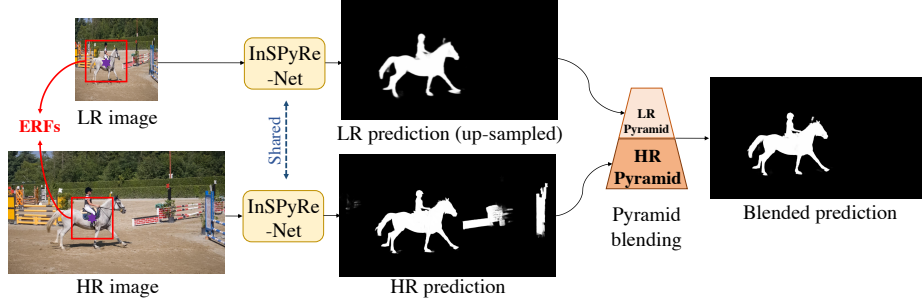 InSPyRe
-Net
LR image
LR prediction (up-sampled)
ERFs
Shared
LR
Pyramid
HR
Pyramid
InSPyRe
-Net
Pyramid
blending
Blended prediction
HR image
HR prediction